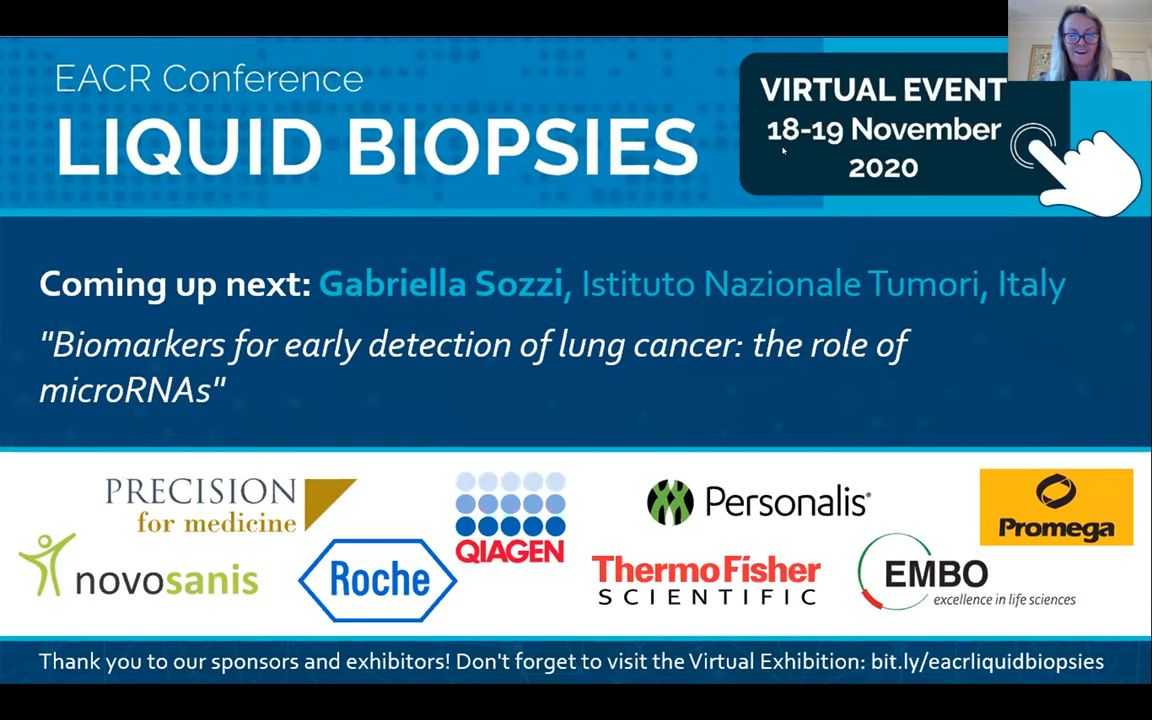 EACR Conference
LIQUID BIOPSIES
VIRTUAL EVENT
18-19 November
2020
Coming up next: Gabriella Sozzi, Istituto Nazionale Tumori, Italy
"Biomarkers for early detection of lung cancer: the role of
microRNAs"
PRECISION
for medicine
QIAGEN
Personalis®
Promega
novosanis
Roche
ThermoFisher
SCIENTIFIC
EMBO
excellence in life sciences
Thank you to our sponsors and exhibitors! Don't forget to visit the Virtual Exhibition: bit.ly/eacrliquidbiopsies